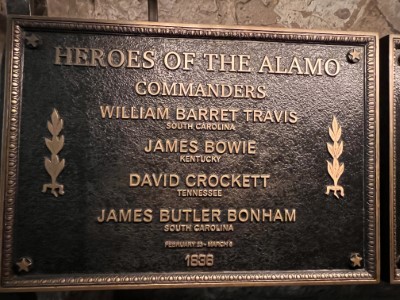 HEROES OF THE ALAMO
COMMANDERS
WILLIAM BARRET TRAVIS
SOUTH CAROLINA
JAMES BOWIE
KENTUCKY
DAVID CROCKETT
TENNESSEE
JAMES BUTLER BONHAM
SOUTH CAROLINA
FEBRUARY 23 - MARCH 6
1836